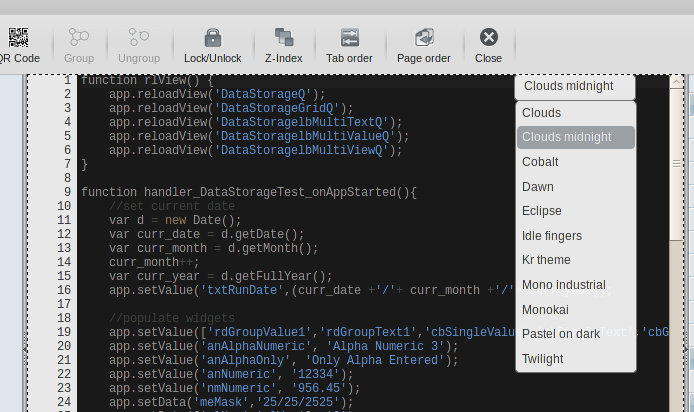 QR Code Group Ungroup Lock/Unlock Z-Index Tab order Page order Close
1 function rlView() {
2 app.reloadView('DataStorageQ');
3 app.reloadView('DataStorageGridQ');
4 app.reloadView('DataStoragelbMultiTextQ');
5 app.reloadView('DataStoragelbMultiValueQ');
6 app.reloadView('DataStoragelbMultiViewQ');
7 }
8
9 function handler_DataStorageTest_onAppStarted(){
10 //set current date
11 var d = new Date();
12 var curr_date = d.getDate();
13 var curr_month = d.getMonth();
14 curr_month++;
15 var curr_year = d.getFullYear();
16 app.setValue('txtRunDate',(curr_date +'/'+ curr_month +'/'
17
18 //populate widgets
19 app.setValue(['rdGroupValue1','rdGroupText1','cbSingleValu
20 app.setValue('anAlphaNumeric', 'Alpha Numeric 3');
21 app.setValue('anAlphaOnly', 'Only Alpha Entered');
22 app.setValue('anNumeric', '12334');
23 app.setValue('nmNumeric', '956.45');
24 app.setData('meMask','25/25/2525');
Clouds midnight
Clouds
Clouds midnight
Cobalt
Dawn
Eclipse
Idle fingers
Kr theme
Mono industrial
Monokai
Pastel on dark
Twilight